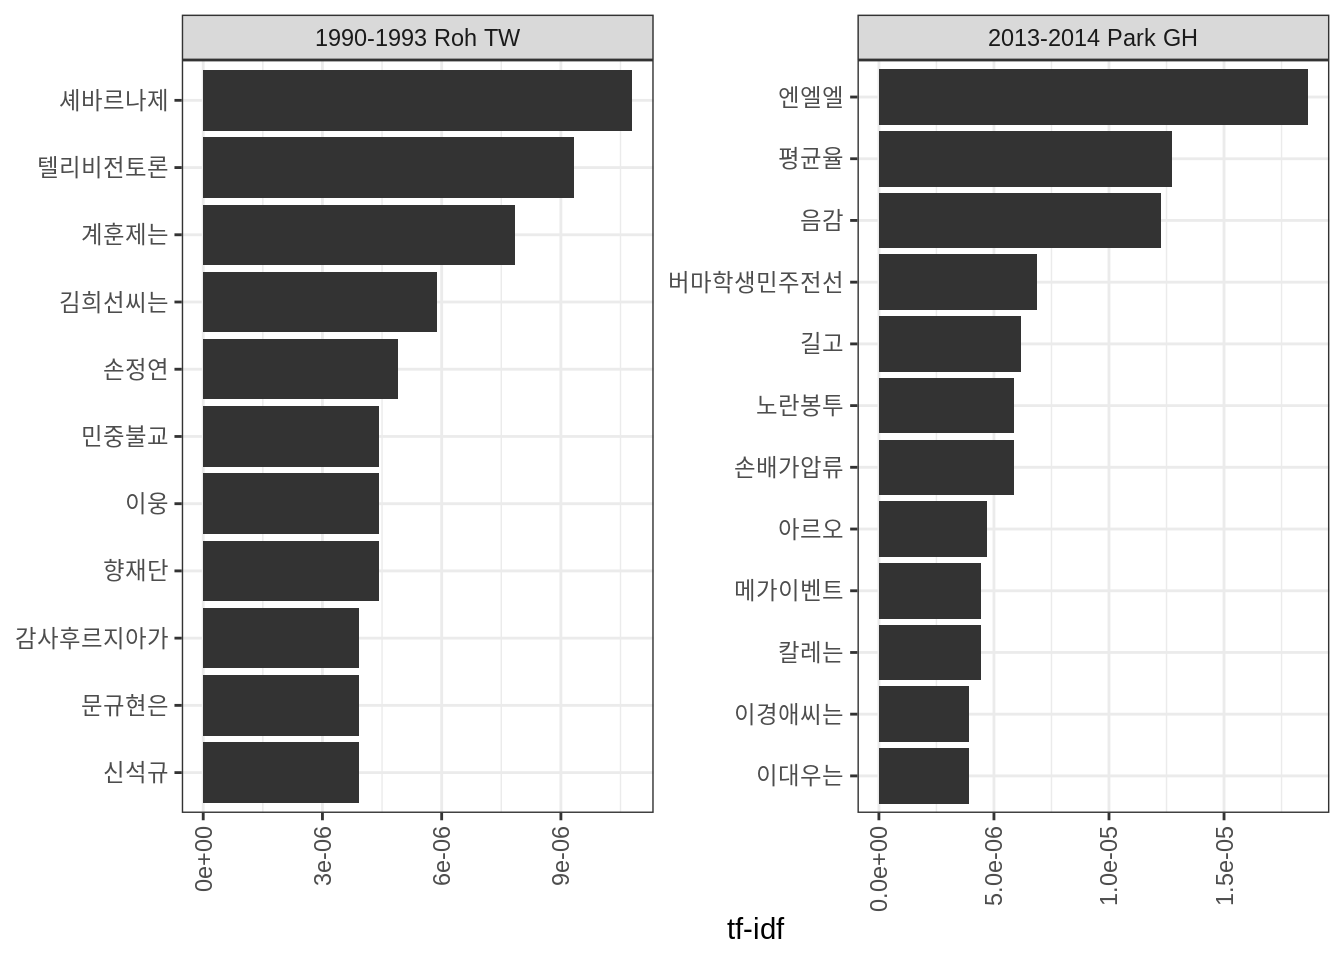 1990-1993 Roh TW
셰바르나제
텔리비전토론
계훈제는
김희선씨는
손정연
민중불교
이웅
향재단
감사후르지아가
문규현은
신석규
0e+00
3e-06
6e-06
9e-06
2013-2014 Park GH
엔엘엘
평균율
음감
버마학생민주전선
길고
노란봉투
손배가압류
아르오
메가이벤트
칼레는
이경애씨는
이대우는
0.0e+00
5.0e-06
1.0e-05
1.5e-05
tf-idf